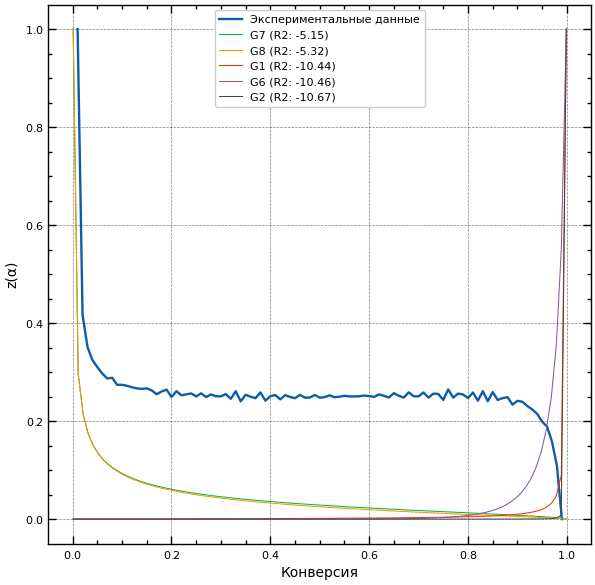 Экспериментальные данные
G7 (R2: -5.15)
G8 (R2: -5.32)
G1 (R2: -10.44)
G6 (R2: -10.46)
G2 (R2: -10.67)
1.0
0.8
0.6
0.4
0.2
0.0
z(α)
0.0 0.2 0.4 0.6 0.8 1.0
Конверсия